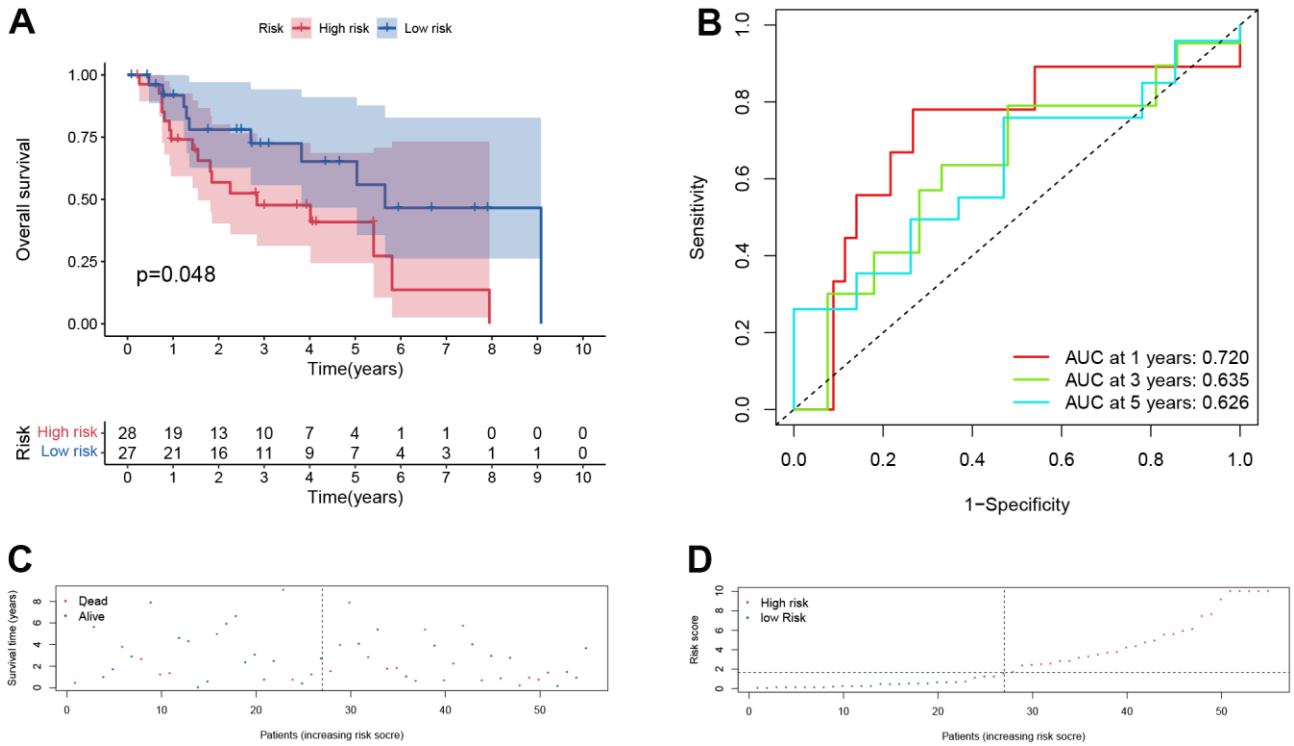 A
Risk High risk Low risk
Overall survival
1.00
0.75
0.50
0.25
0.00
p=0.048
0 1 2 3 4 5 6 7 8 9 10
Time(years)
Risk
High risk 28 19 13 10 7 4 1 1 0 0 0
Low risk 27 21 16 11 9 7 4 3 1 1 0
0 1 2 3 4 5 6 7 8 9 10
Time(years)
B
Sensitivity
1.0
0.8
0.6
0.4
0.2
0.0
AUC at 1 years: 0.720
AUC at 3 years: 0.635
AUC at 5 years: 0.626
0.0 0.2 0.4 0.6 0.8 1.0
1−Specificity
C
Survival time (years)
8
6
4
2
0
Dead
Alive
0 10 20 30 40 50
Patients (increasing risk socre)
D
Risk score
10
8
6
4
2
0
High risk
low Risk
0 10 20 30 40 50
Patients (increasing risk socre)